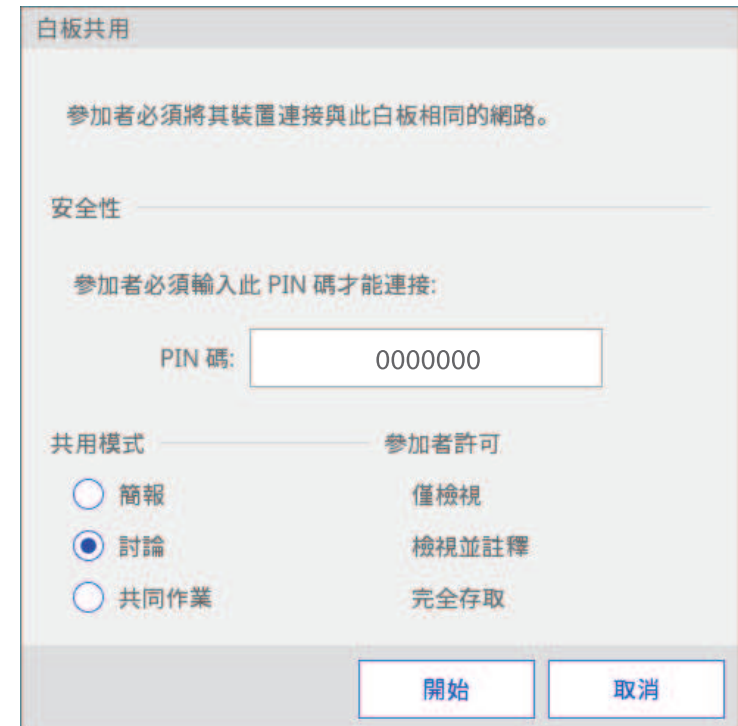 白板共用
參加者必須將其裝置連接與此白板相同的網路。
安全性
參加者必須輸入此 PIN 碼才能連接:
PIN 碼: 0000000
共用模式 參加者許可
簡報 僅檢視
討論 檢視並註釋
共同作業 完全存取
開始 取消